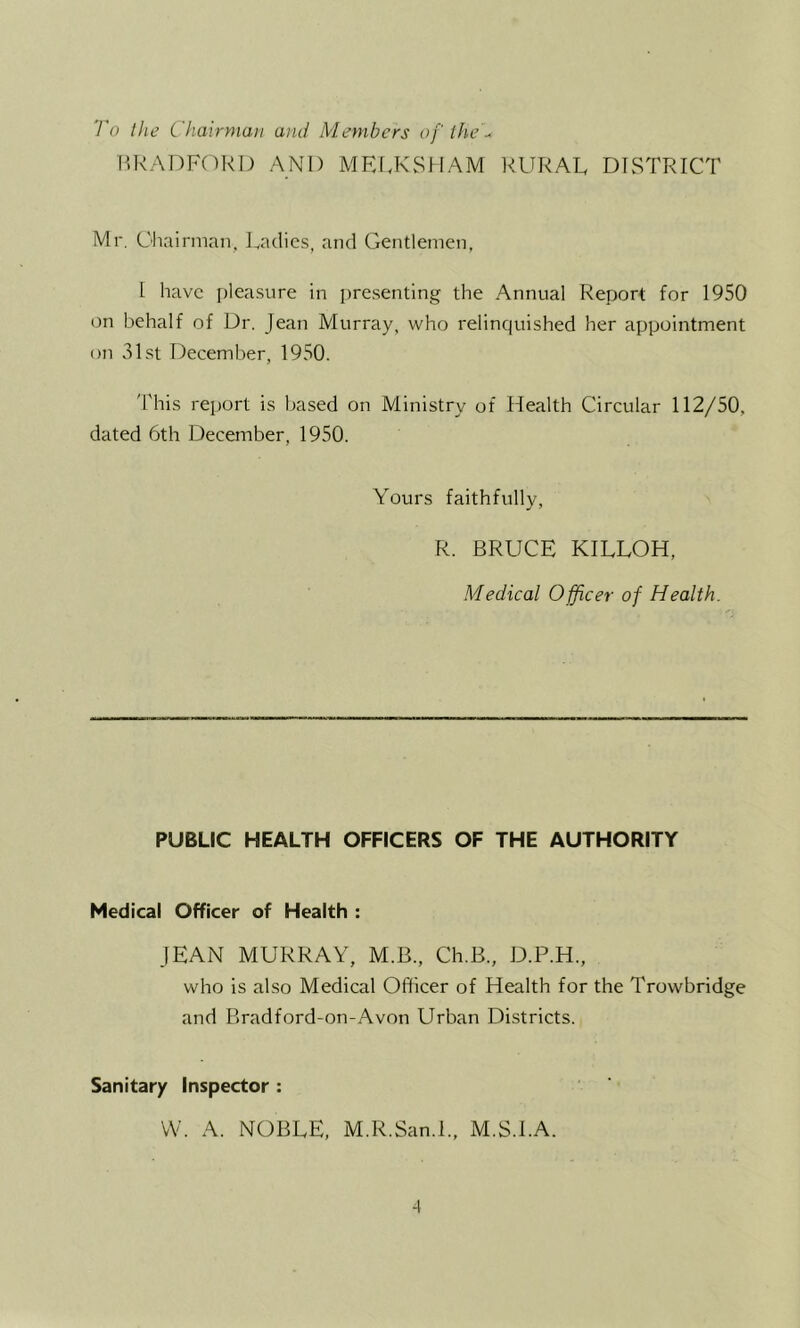 To the Chairman and Members of the
BRADFORD AND MELKSHAM RURAL DISTRICT
Mr. Chairman, Ladies, and Gentlemen,
I have pleasure in presenting the Annual Report for 1950
on behalf of Dr. Jean Murray, who relinquished her appointment
on 31st December, 1950.
This report is based on Ministry of Health Circular 112/50,
dated 6th December, 1950.
Yours faithfully,
R. BRUCE KILLOH,
Medical Officer of Health.
PUBLIC HEALTH OFFICERS OF THE AUTHORITY
Medical Officer of Health :
JEAN MURRAY, M.B., Ch.B., D.P.H.,
who is also Medical Officer of Health for the Trowbridge
and Bradford-on-Avon Urban Districts.
Sanitary Inspector :
W. A. NOBLE, M.R.San.I., M.S.I.A.
4